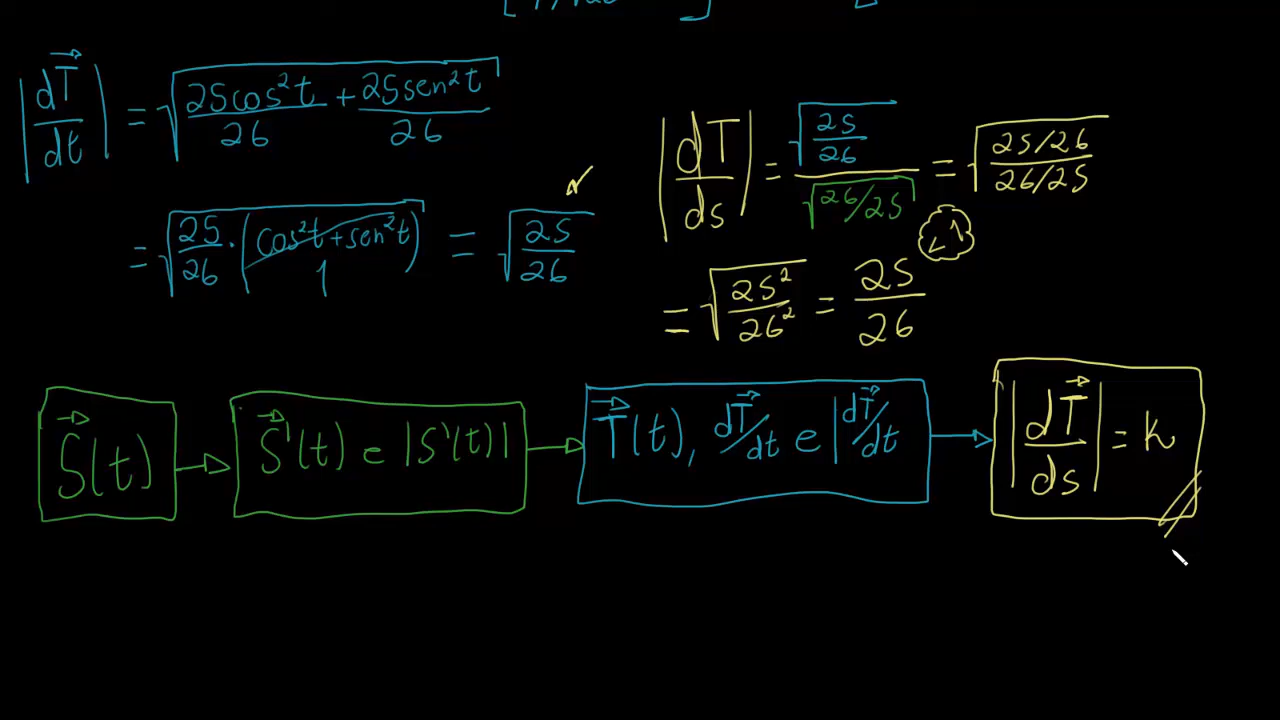 |dT⃗/dt| = √(25cos²t/26 + 25sen²t/26)
= √(25/26 · (cos²t + sen²t)) = √(25/26) ✓
1
|dT/ds| = √(25/26) / √(26/25) = √((25/26)/(26/25))
= √(25²/26²) = 25/26
< 1
S⃗(t) → S⃗'(t) e |S'(t)| → T⃗(t), dT⃗/dt e |dT⃗/dt| → |dT⃗/ds| = k